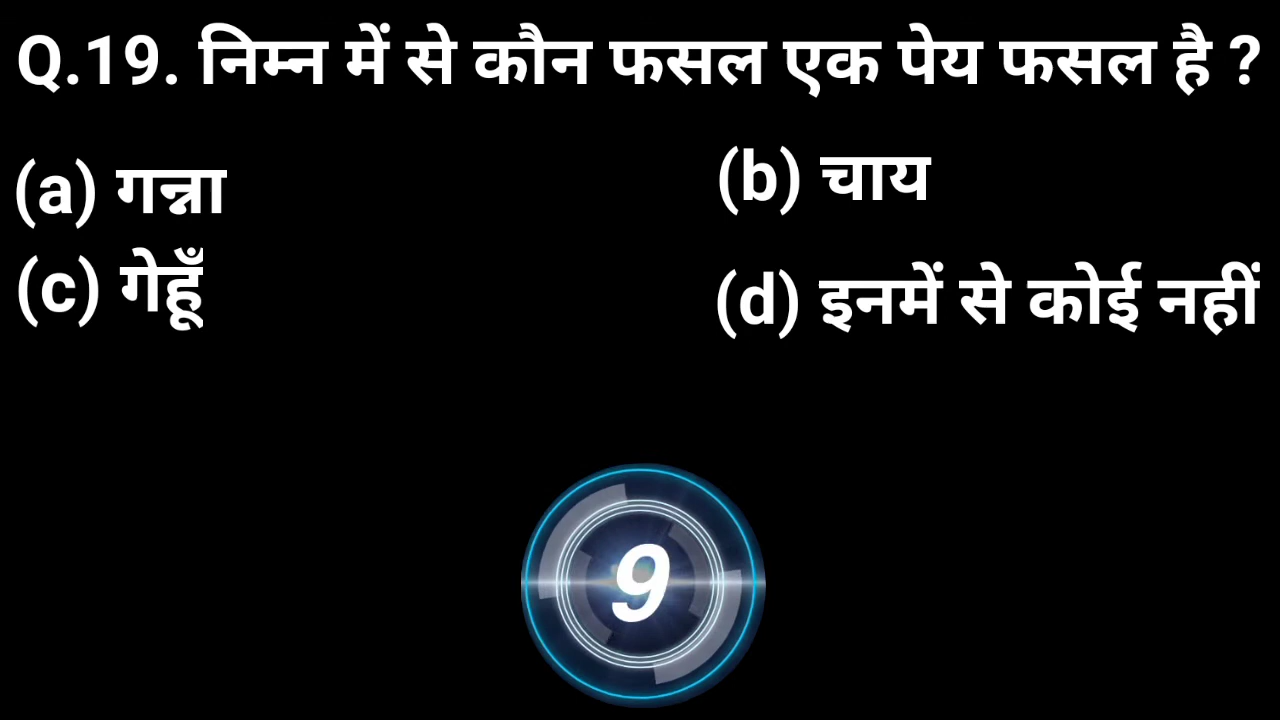 Q.19. निम्न में से कौन फसल एक पेय फसल है ?
(a) गन्ना
(b) चाय
(c) गेहूँ
(d) इनमें से कोई नहीं
9